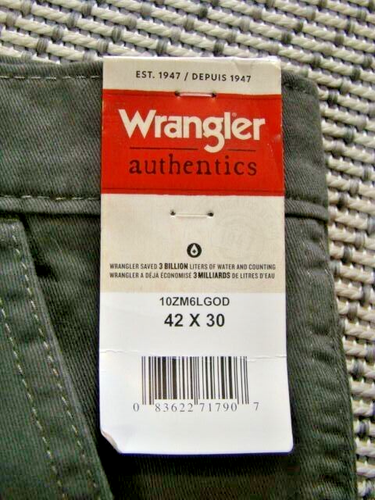 EST. 1947 / DEPUIS 1947
Wrangler
authentics
WRANGLER SAVED 3 BILLION LITERS OF WATER AND COUNTING
WRANGLER A DÉJÀ ÉCONOMISÉ 3 MILLIARDS DE LITRES D'EAU
10ZM6LGOD
42 X 30
0 83622 71790 7